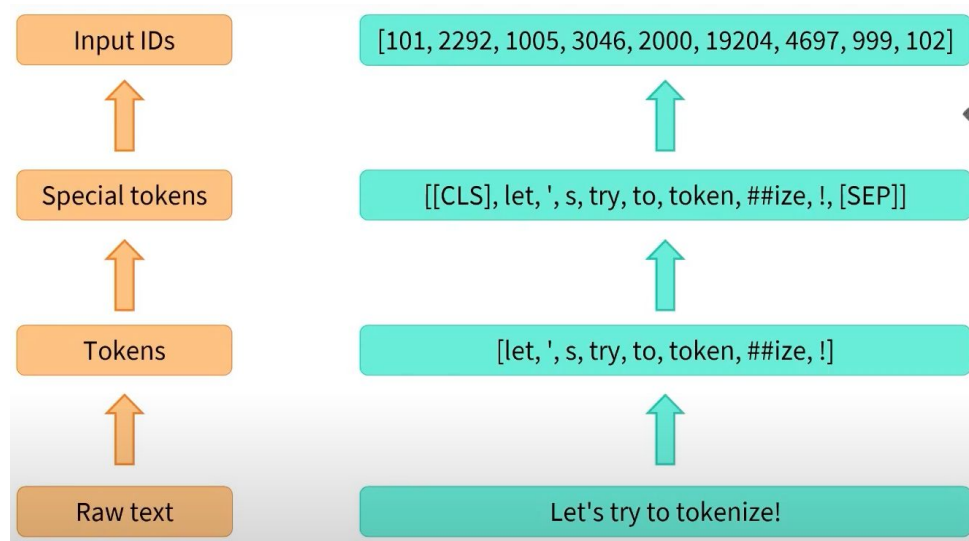 Input IDs
[101, 2292, 1005, 3046, 2000, 19204, 4697, 999, 102]
Special tokens
[[CLS], let, ', s, try, to, token, ##ize, !, [SEP]]
Tokens
[let, ', s, try, to, token, ##ize, !]
Raw text
Let's try to tokenize!